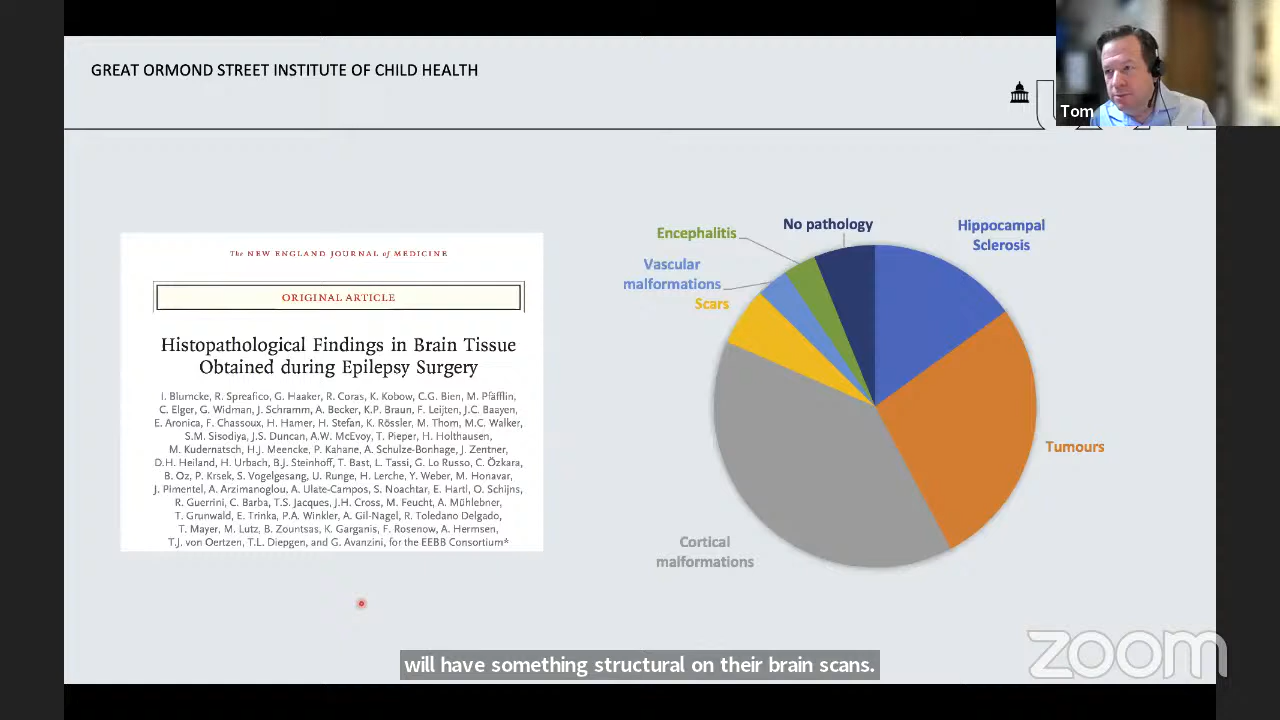 GREAT ORMOND STREET INSTITUTE OF CHILD HEALTH
Tom
The NEW ENGLAND JOURNAL of MEDICINE
ORIGINAL ARTICLE
Histopathological Findings in Brain Tissue
Obtained during Epilepsy Surgery
I. Blumcke, R. Spreafico, G. Haaker, R. Coras, K. Kobow, C.G. Bien, M. Pfäfflin,
C. Elger, G. Widman, J. Schramm, A. Becker, K.P. Braun, F. Leijten, J.C. Baayen,
E. Aronica, F. Chassoux, H. Hamer, H. Stefan, K. Rössler, M. Thom, M.C. Walker,
S.M. Sisodiya, J.S. Duncan, A.W. McEvoy, T. Pieper, H. Holthausen,
M. Kudernatsch, H.J. Meencke, P. Kahane, A. Schulze-Bonhage, J. Zentner,
D.H. Heiland, H. Urbach, B.J. Steinhoff, T. Bast, L. Tassi, G. Lo Russo, C. Özkara,
B. Oz, P. Krsek, S. Vogelgesang, U. Runge, H. Lerche, Y. Weber, M. Honavar,
J. Pimentel, A. Arzimanoglou, A. Ulate-Campos, S. Noachtar, E. Hartl, O. Schijns,
R. Guerrini, C. Barba, T.S. Jacques, J.H. Cross, M. Feucht, A. Mühlebner,
T. Grunwald, E. Trinka, P.A. Winkler, A. Gil-Nagel, R. Toledano Delgado,
T. Mayer, M. Lutz, B. Zountsas, K. Garganis, F. Rosenow, A. Hermsen,
T.J. von Oertzen, T.L. Diepgen, and G. Avanzini, for the EEBB Consortium*
No pathology
Encephalitis
Vascular
malformations
Scars
Hippocampal
Sclerosis
Tumours
Cortical
malformations
will have something structural on their brain scans.
zoom